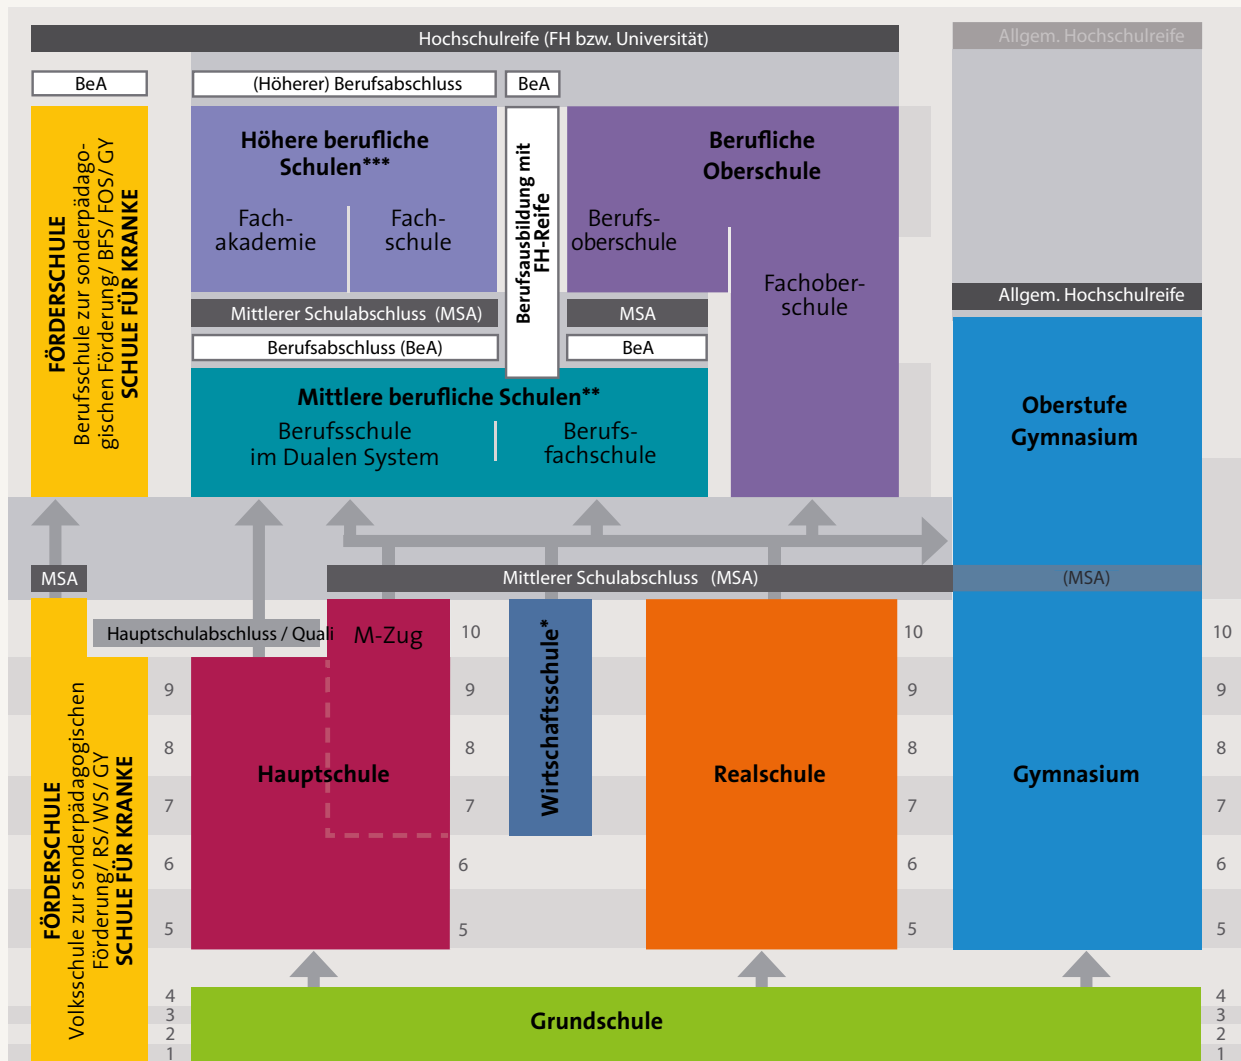 Hochschulreife (FH bzw. Universität)
Allgem. Hochschulreife
BeA
(Höherer) Berufsabschluss
BeA
FÖRDERSCHULE
Berufsschule zur sonderpädago-
gischen Förderung/ BFS/ FOS/ GY
SCHULE FÜR KRANKE
Höhere berufliche
Schulen***
Fach-
akademie
Fach-
schule
Berufsausbildung mit
FH-Reife
Berufliche
Oberschule
Berufs-
oberschule
Fachober-
schule
Mittlerer Schulabschluss (MSA)
MSA
Berufsabschluss (BeA)
BeA
Mittlere berufliche Schulen**
Berufsschule
im Dualen System
Berufs-
fachschule
Allgem. Hochschulreife
Oberstufe
Gymnasium
MSA
Mittlerer Schulabschluss (MSA)
(MSA)
Hauptschulabschluss / Quali
FÖRDERSCHULE
Volksschule zur sonderpädagogischen
Förderung/ RS/ WS/ GY
SCHULE FÜR KRANKE
9
8
7
6
5
4
3
2
1
M-Zug
Hauptschule
10
9
8
7
6
5
Wirtschaftsschule*
Realschule
10
9
8
7
6
5
Gymnasium
10
9
8
7
6
5
4
3
2
1
Grundschule